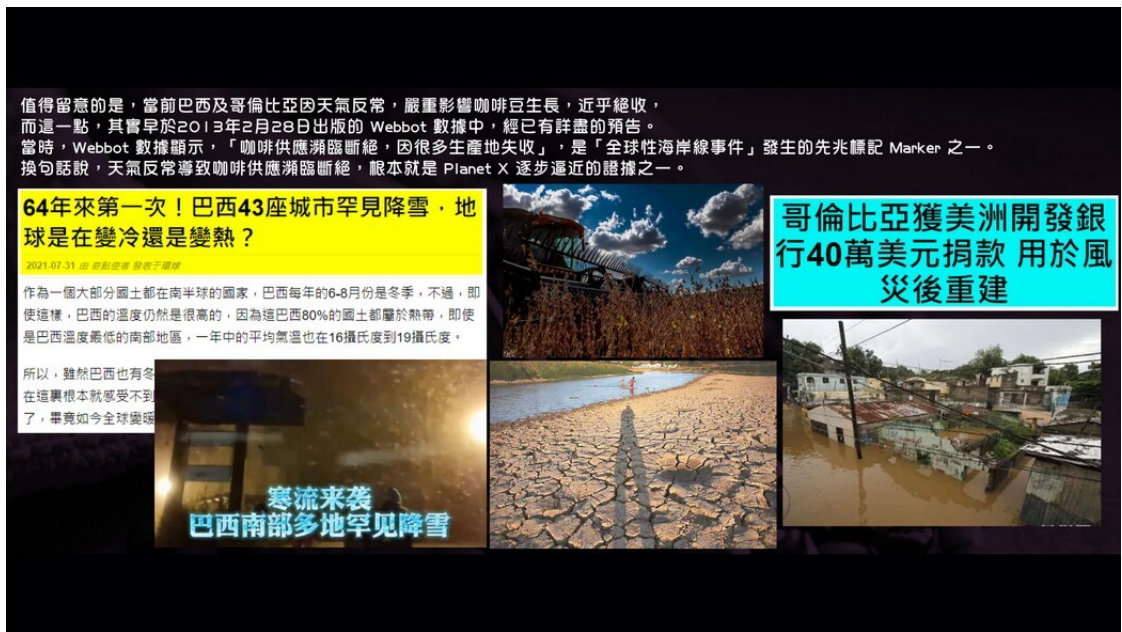 值得留意的是，當前巴西及哥倫比亞因天氣反常，嚴重影響咖啡豆生長，近乎絕收，
而這一點，其實早於2013年2月28日出版的 Webbot 數據中，經已有詳盡的預告。
當時，Webbot 數據顯示，「咖啡供應瀕臨斷絕，因很多生產地失收」，是「全球性海岸線事件」發生的先兆標記 Marker 之一。
換句話說，天氣反常導致咖啡供應瀕臨斷絕，根本就是 Planet X 逐步逼近的證據之一。
64年來第一次！巴西43座城市罕見降雪，地
球是在變冷還是變熱？
2021-07-31 由 奇點使者 發表于環球
作為一個大部分國土都在南半球的國家，巴西每年的6-8月份是冬季，不過，即
使這樣，巴西的溫度仍然是很高的，因為這巴西80%的國土都屬於熱帶，即使
是巴西溫度最低的南部地區，一年中的平均氣溫也在16攝氏度到19攝氏度。
所以，雖然巴西也有冬
在這裏根本就感受不到
了，畢竟如今全球變暖
寒流来袭
巴西南部多地罕见降雪
哥倫比亞獲美洲開發銀
行40萬美元捐款 用於風
災後重建